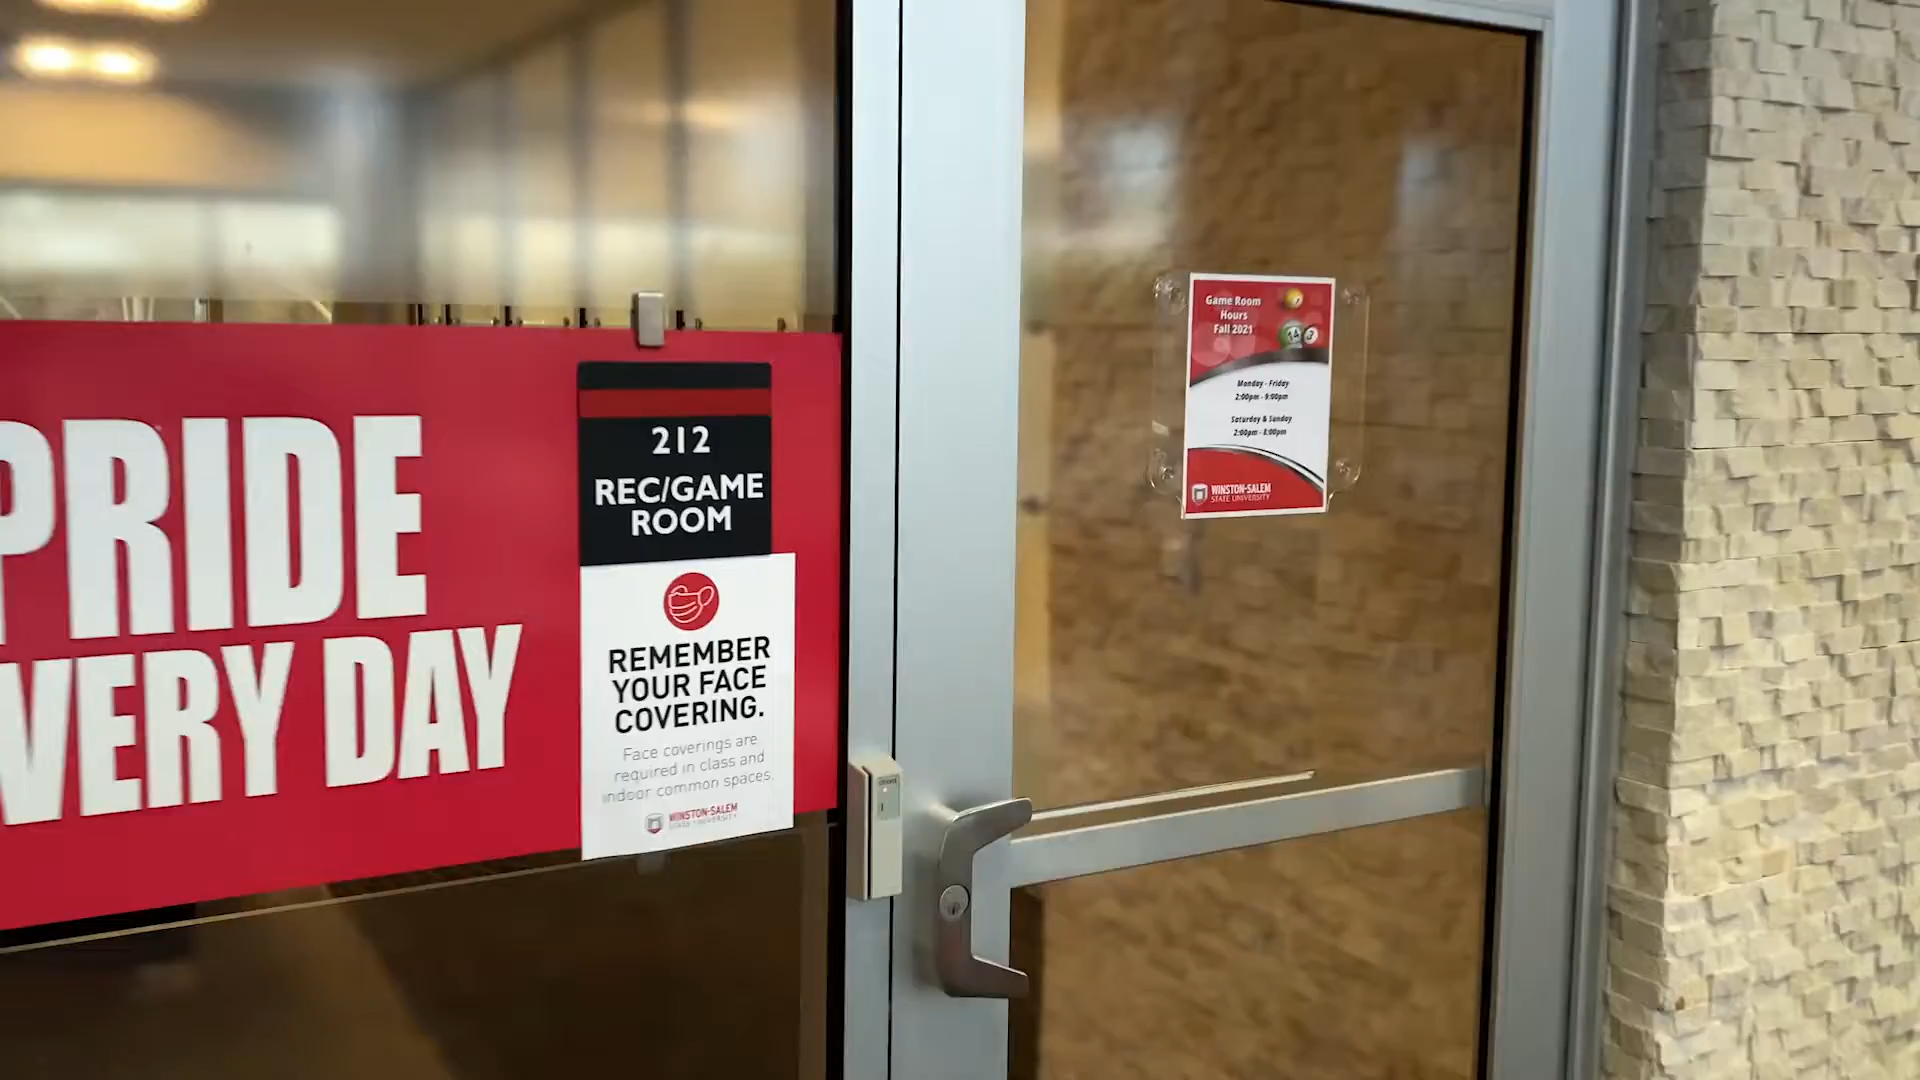 PRIDE
VERY DAY
212
REC/GAME
ROOM
REMEMBER
YOUR FACE
COVERING.
Face coverings are
required in class and
indoor common spaces.
WINSTON-SALEM
STATE UNIVERSITY
Game Room
Hours
Fall 2021
Monday - Friday
2:00pm - 9:00pm
Saturday & Sunday
2:00pm - 8:00pm
WINSTON-SALEM
STATE UNIVERSITY